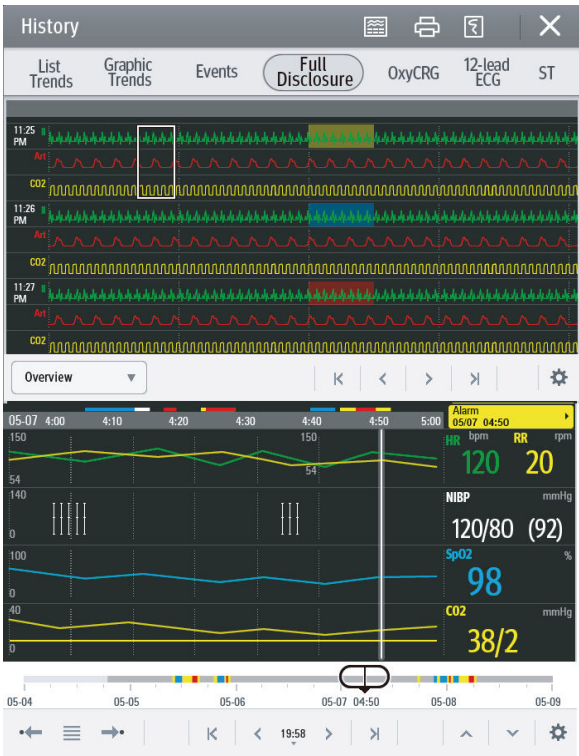 History
List Trends Graphic Trends Events Full Disclosure OxyCRG 12-lead ECG ST
11:25 PM II
Art
CO2
11:26 PM II
Art
CO2
11:27 PM II
Art
CO2
Overview
05-07 4:00 4:10 4:20 4:30 4:40 4:50 5:00
Alarm
05/07 04:50
150 150 HR bpm RR rpm
54 54 120 20
140 NIBP mmHg
0 120/80 (92)
100 SpO2 %
0 98
40 CO2 mmHg
0 38/2
05-04 05-05 05-06 05-07 04:50 05-08 05-09
19:58